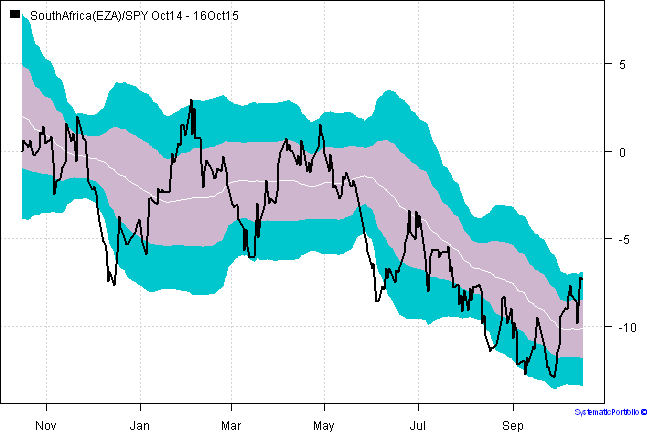 SouthAfrica(EZA)/SPY Oct14 - 16Oct15
5
0
-5
-10
Nov Jan Mar May Jul Sep
SystematicPortfolio ©